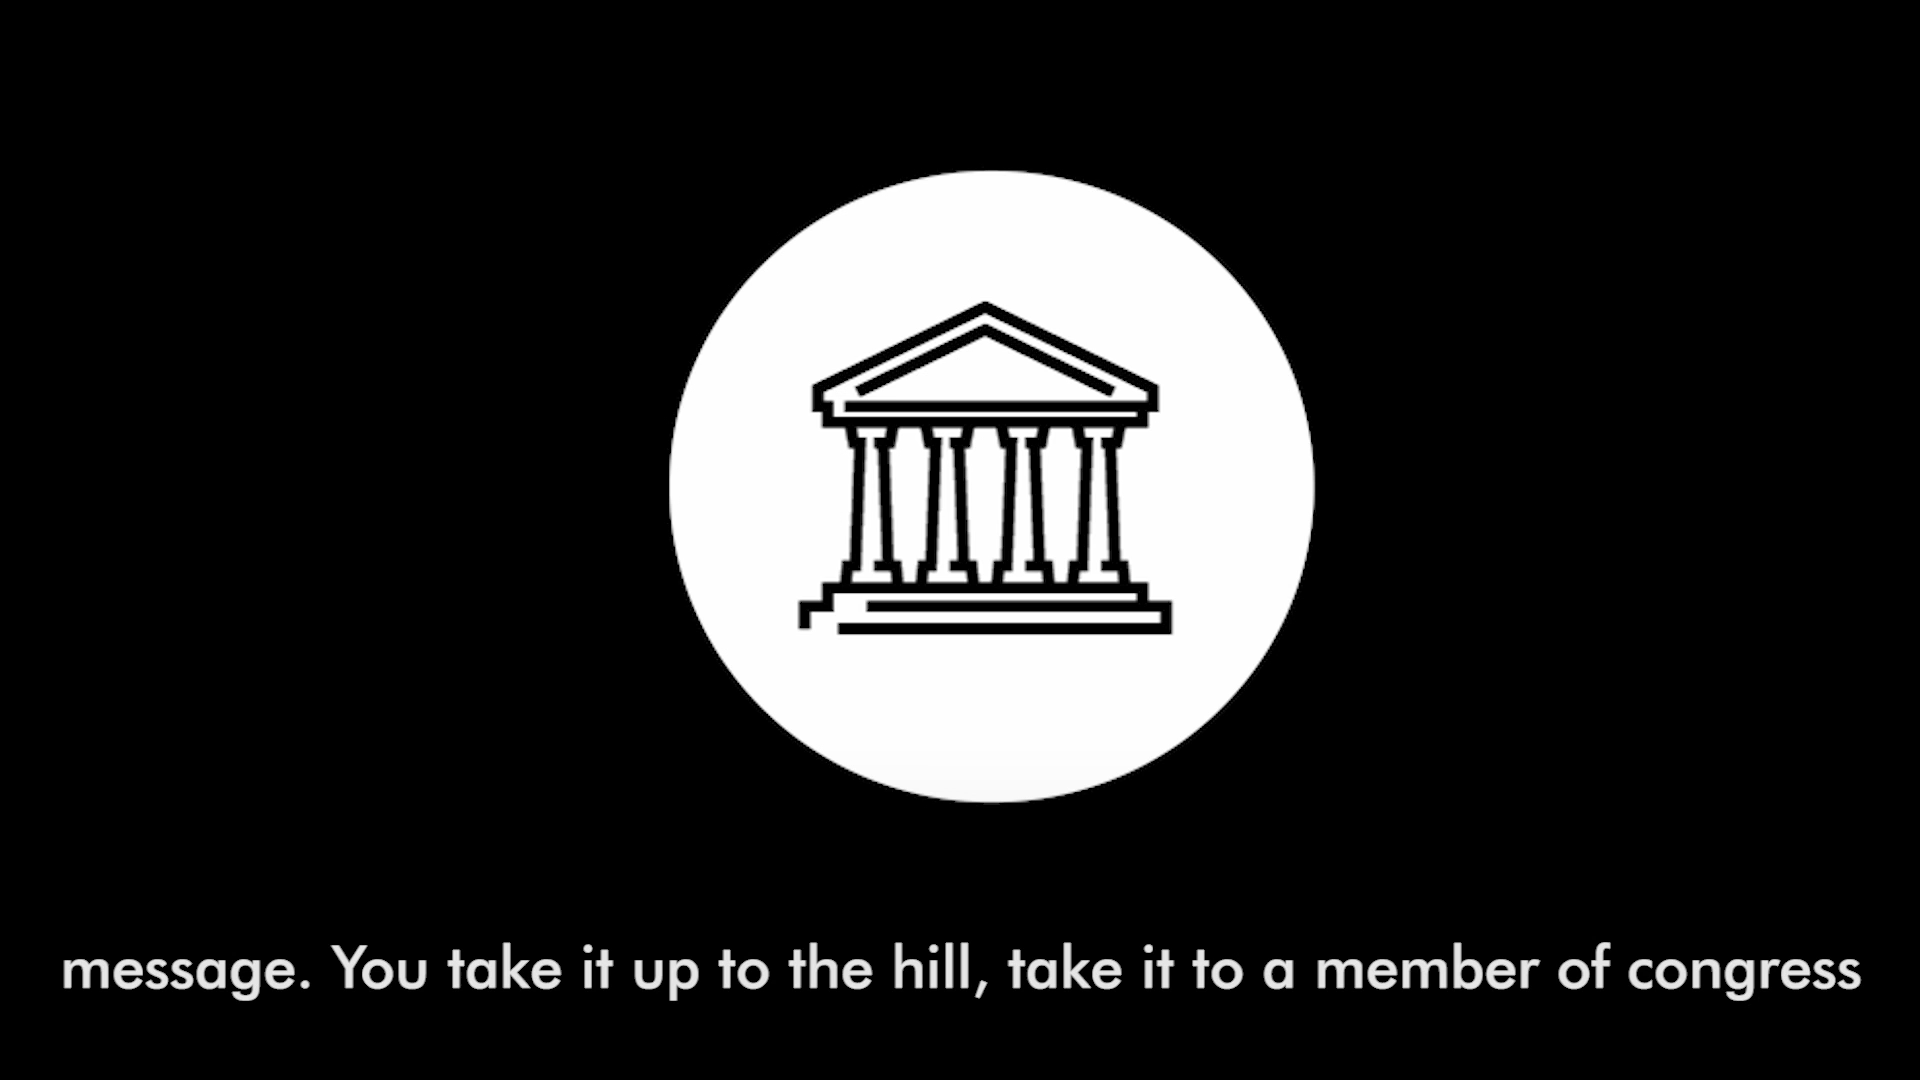 message. You take it up to the hill, take it to a member of congress